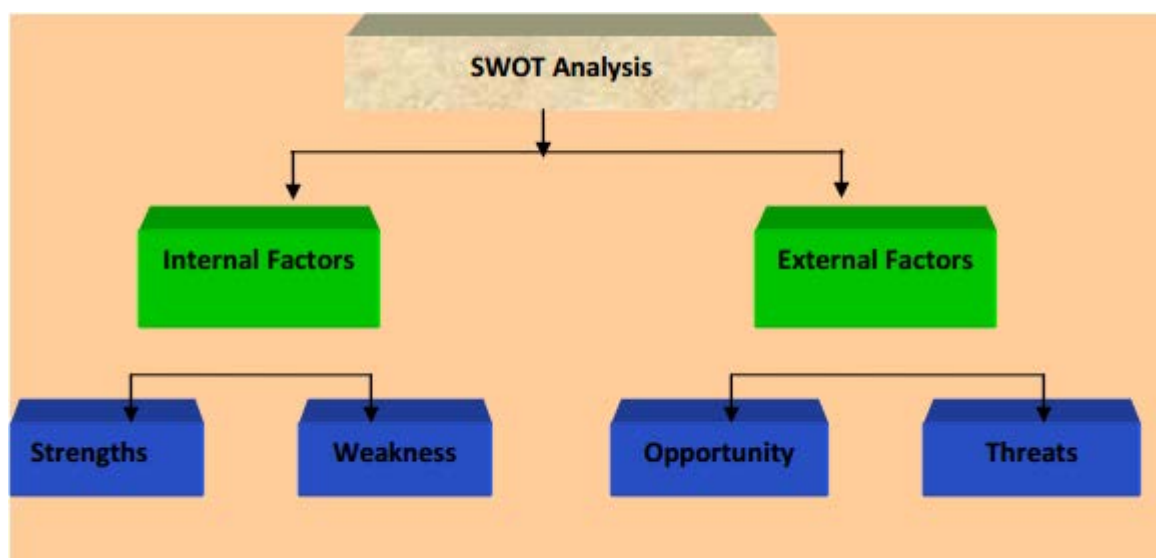 SWOT Analysis
Internal Factors
External Factors
Strengths
Weakness
Opportunity
Threats